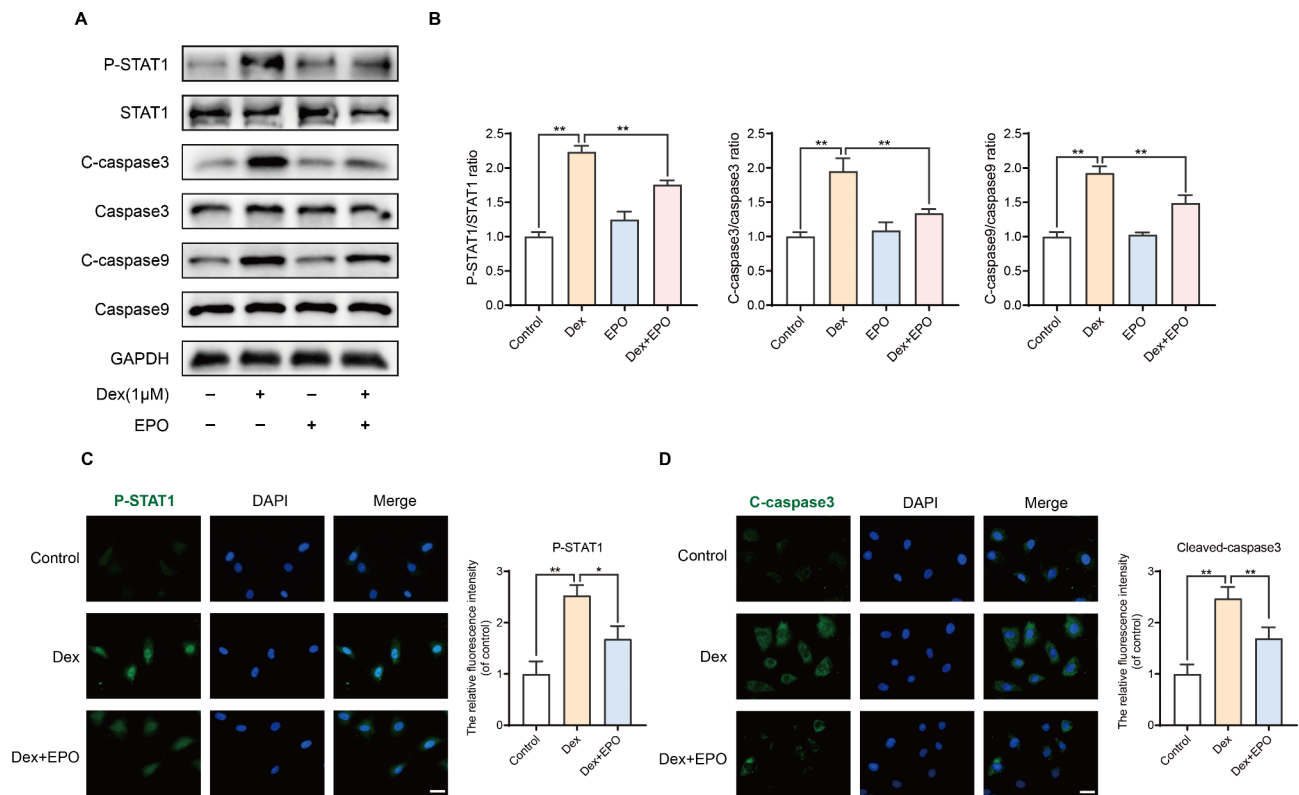 A
P-STAT1
STAT1
C-caspase3
Caspase3
C-caspase9
Caspase9
GAPDH
Dex(1μM) – + – +
EPO – – + +
B
P-STAT1/STAT1 ratio
2.5
2.0
1.5
1.0
0.5
0.0
** **
Control Dex EPO Dex+EPO
C-caspase3/caspase3 ratio
2.5
2.0
1.5
1.0
0.5
0.0
** **
Control Dex EPO Dex+EPO
C-caspase9/caspase9 ratio
2.5
2.0
1.5
1.0
0.5
0.0
** **
Control Dex EPO Dex+EPO
C
P-STAT1 DAPI Merge
Control
Dex
Dex+EPO
P-STAT1
The relative fluorescence intensity
(of control)
3
2
1
0
** *
Control Dex Dex+EPO
D
C-caspase3 DAPI Merge
Control
Dex
Dex+EPO
Cleaved-caspase3
The relative fluorescence intensity
(of control)
3
2
1
0
** **
Control Dex Dex+EPO